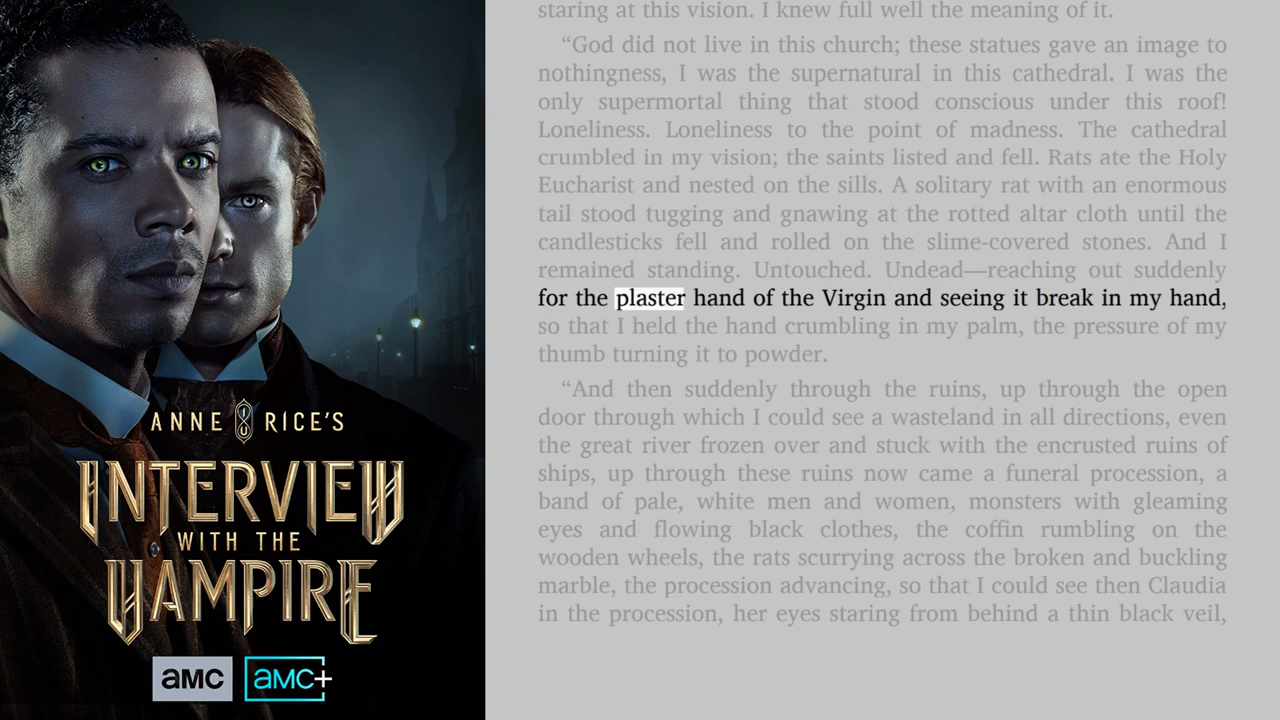 ANNE RICE'S
INTERVIEW
WITH THE
VAMPIRE
amc
amc+
staring at this vision. I knew full well the meaning of it.
“God did not live in this church; these statues gave an image to
nothingness, I was the supernatural in this cathedral. I was the
only supermortal thing that stood conscious under this roof!
Loneliness. Loneliness to the point of madness. The cathedral
crumbled in my vision; the saints listed and fell. Rats ate the Holy
Eucharist and nested on the sills. A solitary rat with an enormous
tail stood tugging and gnawing at the rotted altar cloth until the
candlesticks fell and rolled on the slime-covered stones. And I
remained standing. Untouched. Undead—reaching out suddenly
for the plaster hand of the Virgin and seeing it break in my hand,
so that I held the hand crumbling in my palm, the pressure of my
thumb turning it to powder.
“And then suddenly through the ruins, up through the open
door through which I could see a wasteland in all directions, even
the great river frozen over and stuck with the encrusted ruins of
ships, up through these ruins now came a funeral procession, a
band of pale, white men and women, monsters with gleaming
eyes and flowing black clothes, the coffin rumbling on the
wooden wheels, the rats scurrying across the broken and buckling
marble, the procession advancing, so that I could see then Claudia
in the procession, her eyes staring from behind a thin black veil,